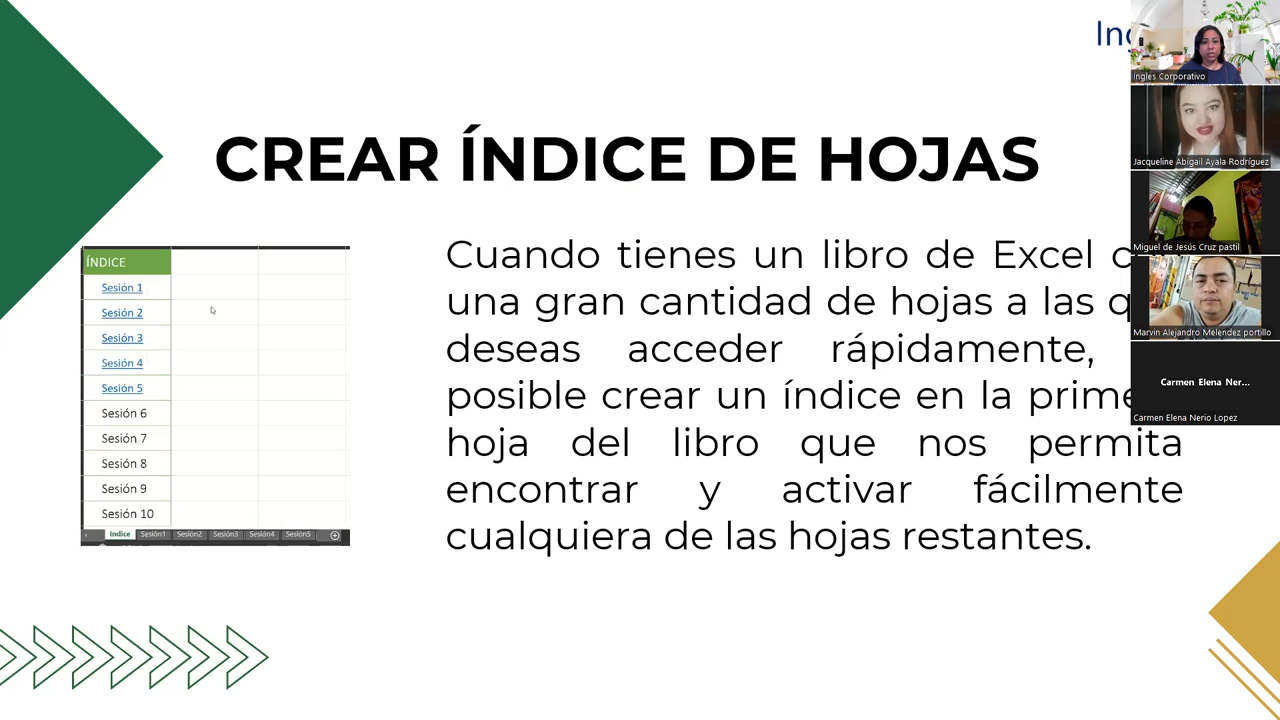 CREAR ÍNDICE DE HOJAS
Cuando tienes un libro de Excel
una gran cantidad de hojas a las
deseas acceder rápidamente,
posible crear un índice en la
hoja del libro que nos permita
encontrar y activar fácilmente
cualquiera de las hojas restantes.
ÍNDICE
Sesión 1
Sesión 2
Sesión 3
Sesión 4
Sesión 5
Sesión 6
Sesión 7
Sesión 8
Sesión 9
Sesión 10
Indice Sesión1 Sesión2 Sesión3 Sesión4 Sesión5
Ingles Corporativo
Jacqueline Abigail Ayala Rodríguez
Miguel de Jesús Cruz pastil
Marvin Alejandro Melendez portillo
Carmen Elena Ner...
Carmen Elena Nerio Lopez